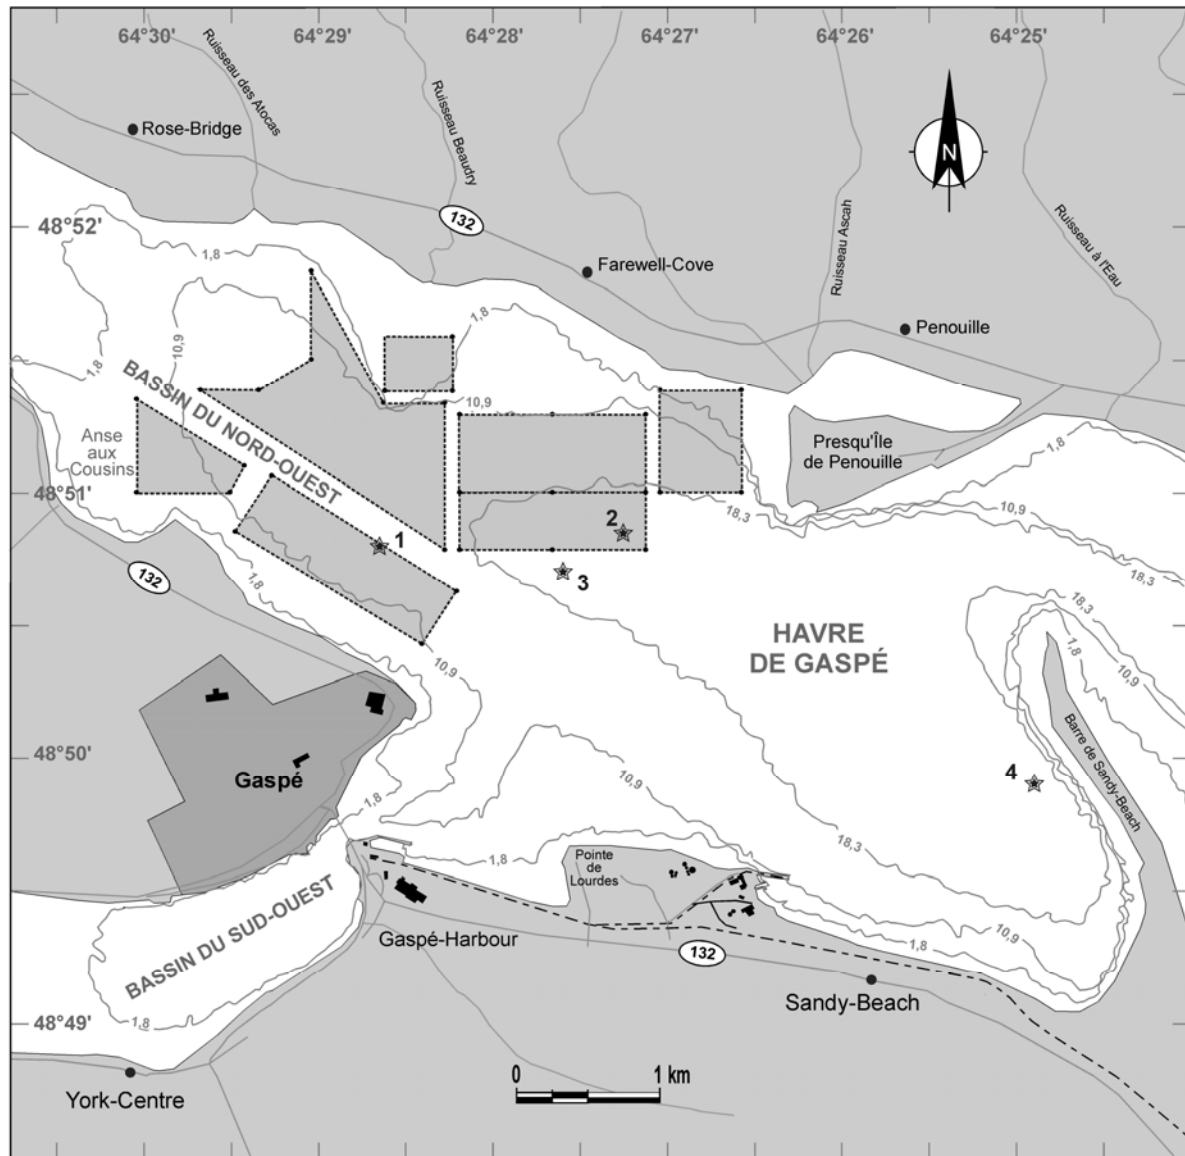 64°30'
64°29'
64°28'
64°27'
64°26'
64°25'
Ruisseau des Atocas
Ruisseau Beaudry
Rose-Bridge
N
48°52'
132
Farewell-Cove
Ruisseau Ascah
Ruisseau à l'Eau
Penouille
1,8
1,8
1,8
10,9
1,8
BASSIN DU NORD-OUEST
10,9
Anse
aux
Cousins
Presqu'Île
de Penouille
1,8
48°51'
18,3
10,9
1
2
3
132
1,8
18,3
18,3
HAVRE
DE GASPÉ
1,8
10,9
10,9
48°50'
Gaspé
Barre de Sandy-Beach
4
10,9
1,8
18,3
1,8
Pointe
de
Lourdes
BASSIN DU SUD-OUEST
Gaspé-Harbour
132
10,9
1,8
Sandy-Beach
48°49'
1,8
York-Centre
0
1 km